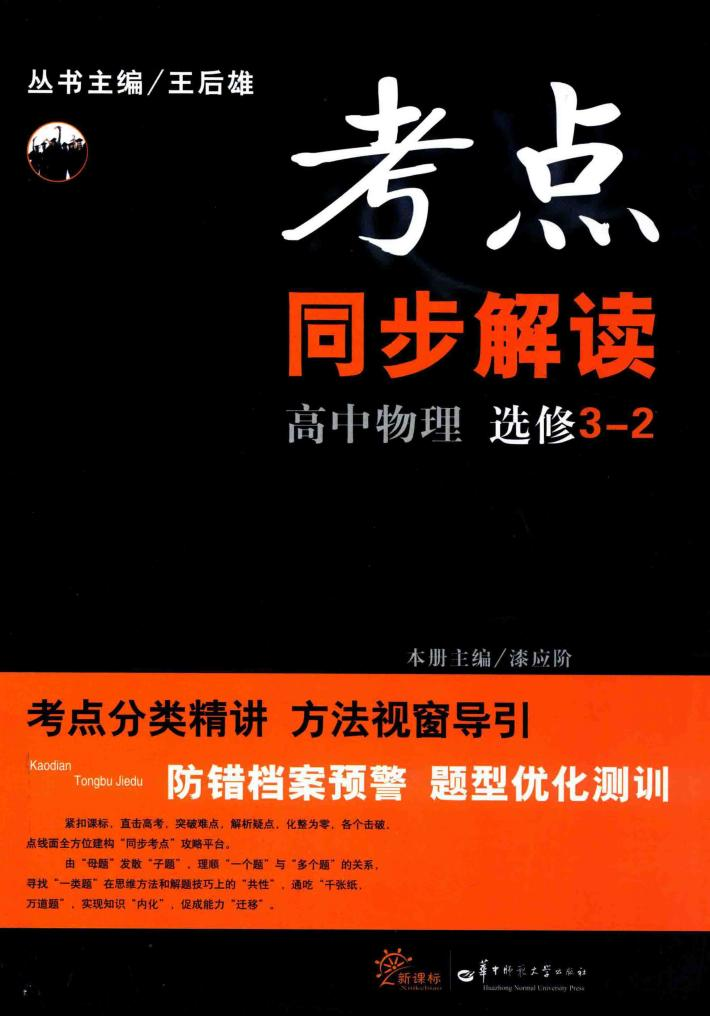 丛书主编/王后雄
考点
同步解读
高中物理 选修3-2
本册主编/漆应阶
考点分类精讲 方法视窗导引
Kaodian
Tongbu Jiedu
防错档案预警 题型优化测训
紧扣课标，直击高考，突破难点，解析疑点，化整为零，各个击破，
点线面全方位建构“同步考点”攻略平台。
由“母题”发散“子题”，理顺“一个题”与“多个题”的关系，
寻找“一类题”在思维方法和解题技巧上的“共性”，通吃“千张纸，
万道题”，实现知识“内化”，促成能力“迁移”。
新课标
Xinkebiao
华中师范大学出版社
Huazhong Normal University Press